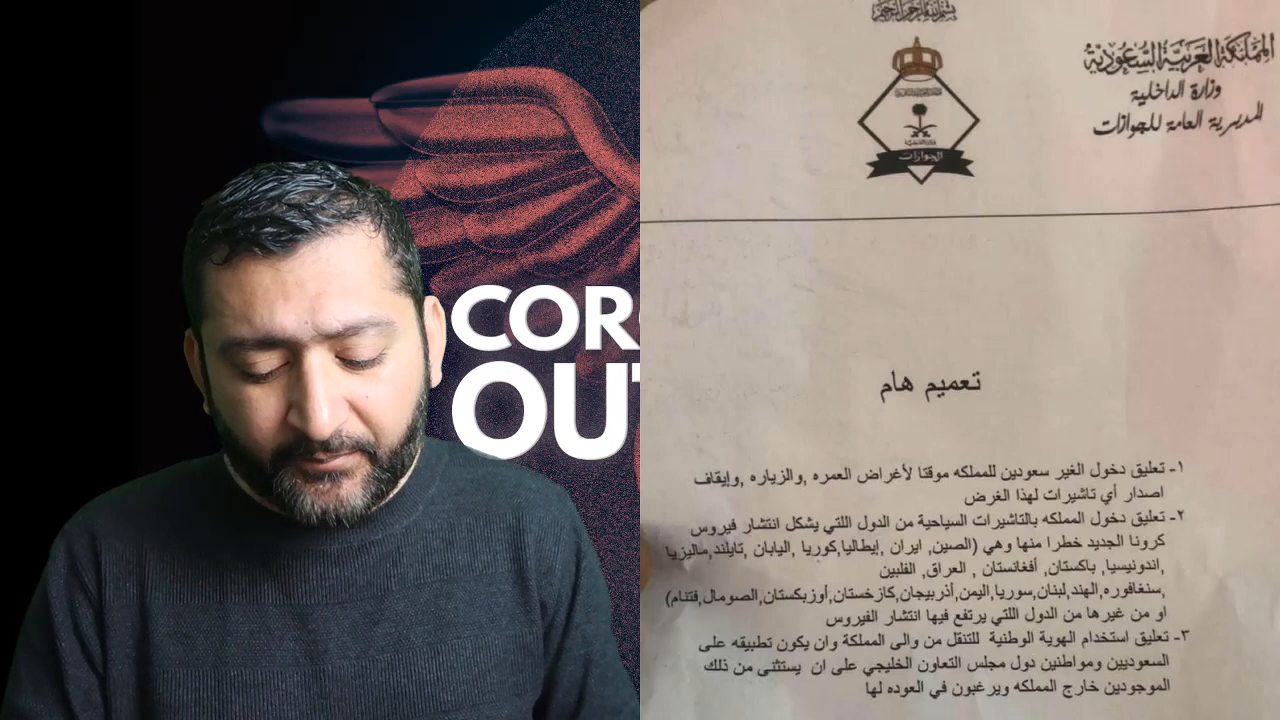 COR
OUT
بسم الله الرحمن الرحيم
المملكة العربية السعودية
وزارة الداخلية
المديرية العامة للجوازات
الجوازات
تعميم هام
١- تعليق دخول الغير سعودين للمملكه موقتا لأغراض العمره ,والزياره ,وإيقاف
اصدار أي تاشيرات لهذا الغرض
٢- تعليق دخول المملكه بالتاشيرات السياحية من الدول اللتي يشكل انتشار فيروس
كرونا الجديد خطرا منها وهي (الصين, ايران ,إيطاليا,كوريا ,اليابان ,تايلند,ماليزيا
,اندونيسيا, باكستان, أفغانستان , العراق, الفلبين
,سنغافوره,الهند,لبنان,سوريا,اليمن,أذربيجان,كازخستان,أوزبكستان,الصومال,فتنام)
او من غيرها من الدول اللتي يرتفع فيها انتشار الفيروس
٣- تعليق استخدام الهوية الوطنية للتنقل من والى المملكة وان يكون تطبيقه على
السعوديين ومواطنين دول مجلس التعاون الخليجي على ان يستثنى من ذلك
الموجودين خارج المملكه ويرغبون في العوده لها